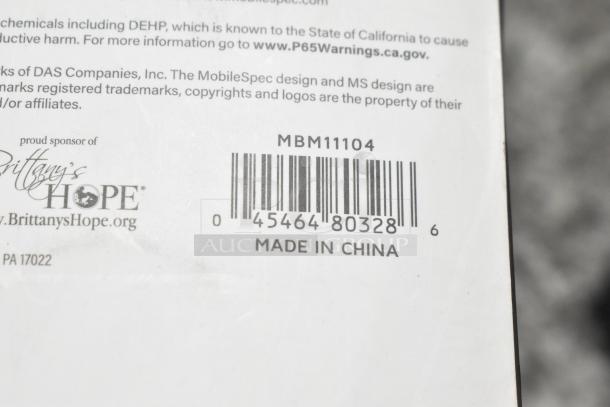 chemicals including DEHP, which is known to the State of California to cause
ductive harm. For more information go to www.P65Warnings.ca.gov.
ks of DAS Companies, Inc. The MobileSpec design and MS design are
marks registered trademarks, copyrights and logos are the property of their
/or affiliates.
proud sponsor of
Brittany's
HOPE
.BrittanysHope.org
PA 17022
MBM11104
0 45464 80328 6
MADE IN CHINA